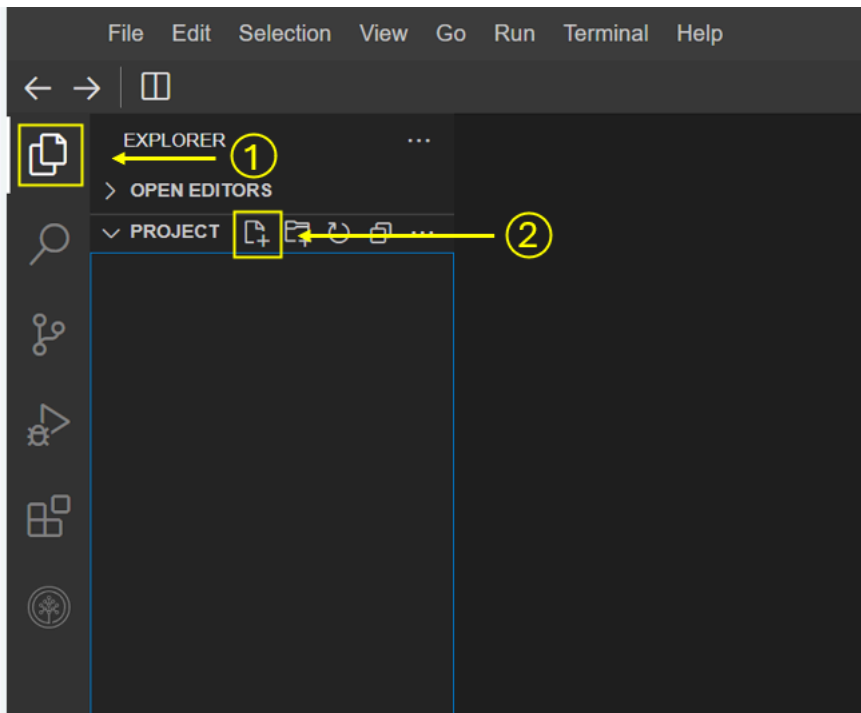 File Edit Selection View Go Run Terminal Help
EXPLORER
1
OPEN EDITORS
PROJECT
2